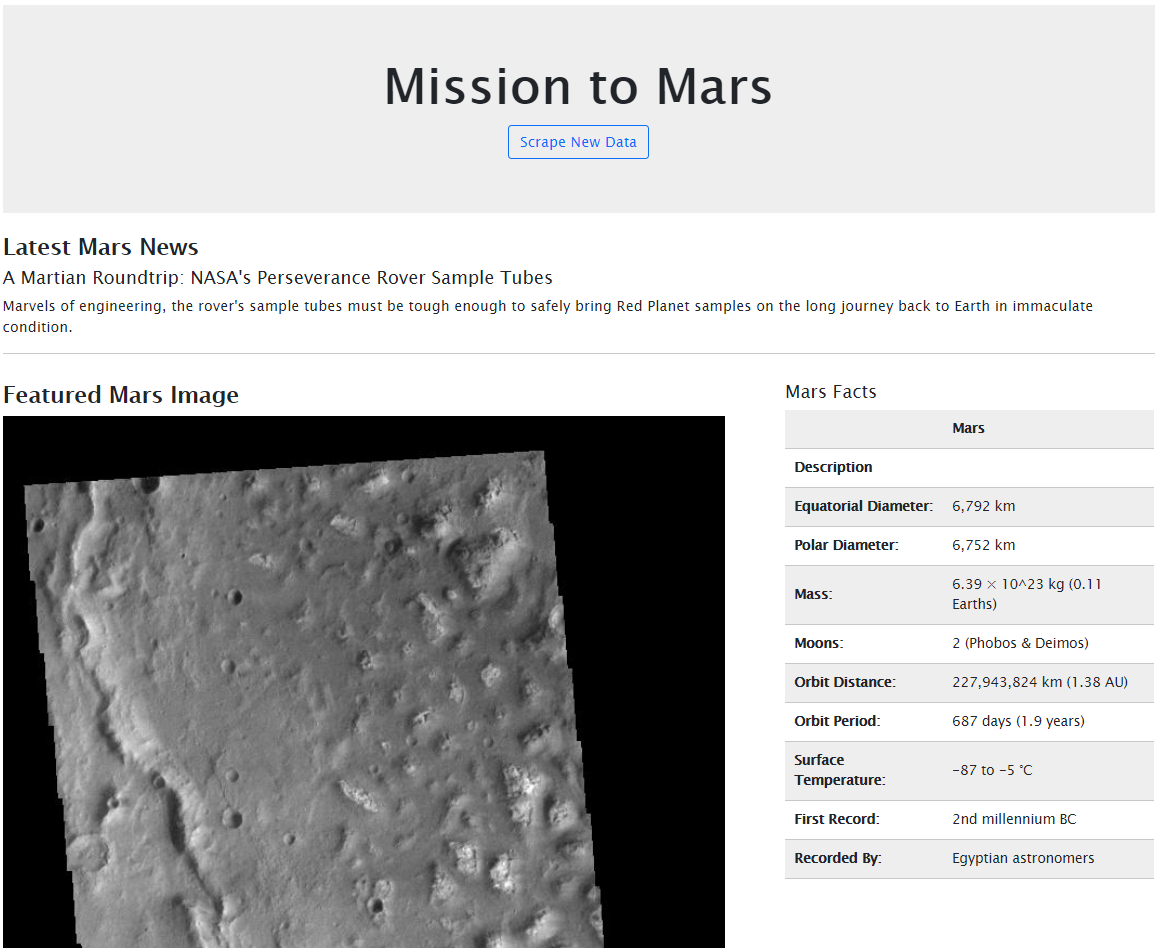 Mission to Mars
Scrape New Data
Latest Mars News
A Martian Roundtrip: NASA's Perseverance Rover Sample Tubes
Marvels of engineering, the rover's sample tubes must be tough enough to safely bring Red Planet samples on the long journey back to Earth in immaculate
condition.
Featured Mars Image
Mars Facts
Mars
Description
Equatorial Diameter: 6,792 km
Polar Diameter: 6,752 km
Mass: 6.39 × 10^23 kg (0.11
Earths)
Moons: 2 (Phobos & Deimos)
Orbit Distance: 227,943,824 km (1.38 AU)
Orbit Period: 687 days (1.9 years)
Surface
Temperature: -87 to -5 °C
First Record: 2nd millennium BC
Recorded By: Egyptian astronomers